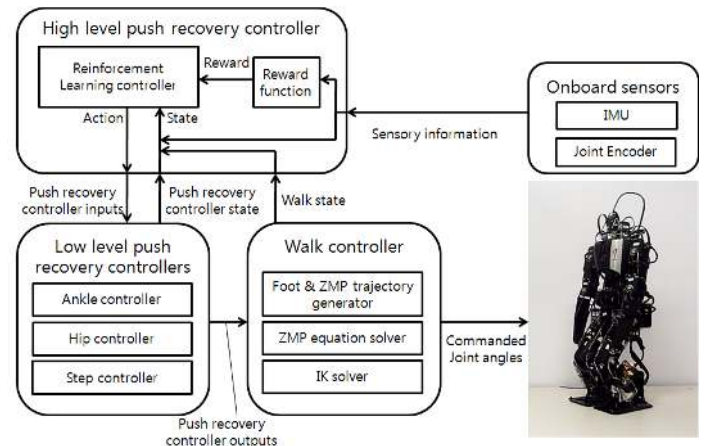 High level push recovery controller
Reinforcement
Learning controller
Reward
Reward
function
Action
State
Onboard sensors
IMU
Joint Encoder
Sensory information
Push recovery
controller inputs
Push recovery
controller state
Walk state
Low level push
recovery controllers
Ankle controller
Hip controller
Step controller
Walk controller
Foot & ZMP trajectory
generator
ZMP equation solver
IK solver
Commanded
Joint angles
Push recovery
controller outputs